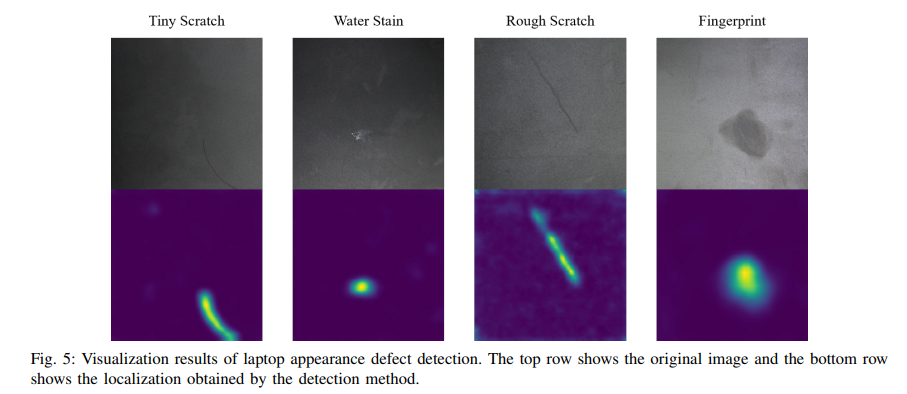 Tiny Scratch Water Stain Rough Scratch Fingerprint
Fig. 5: Visualization results of laptop appearance defect detection. The top row shows the original image and the bottom row
shows the localization obtained by the detection method.